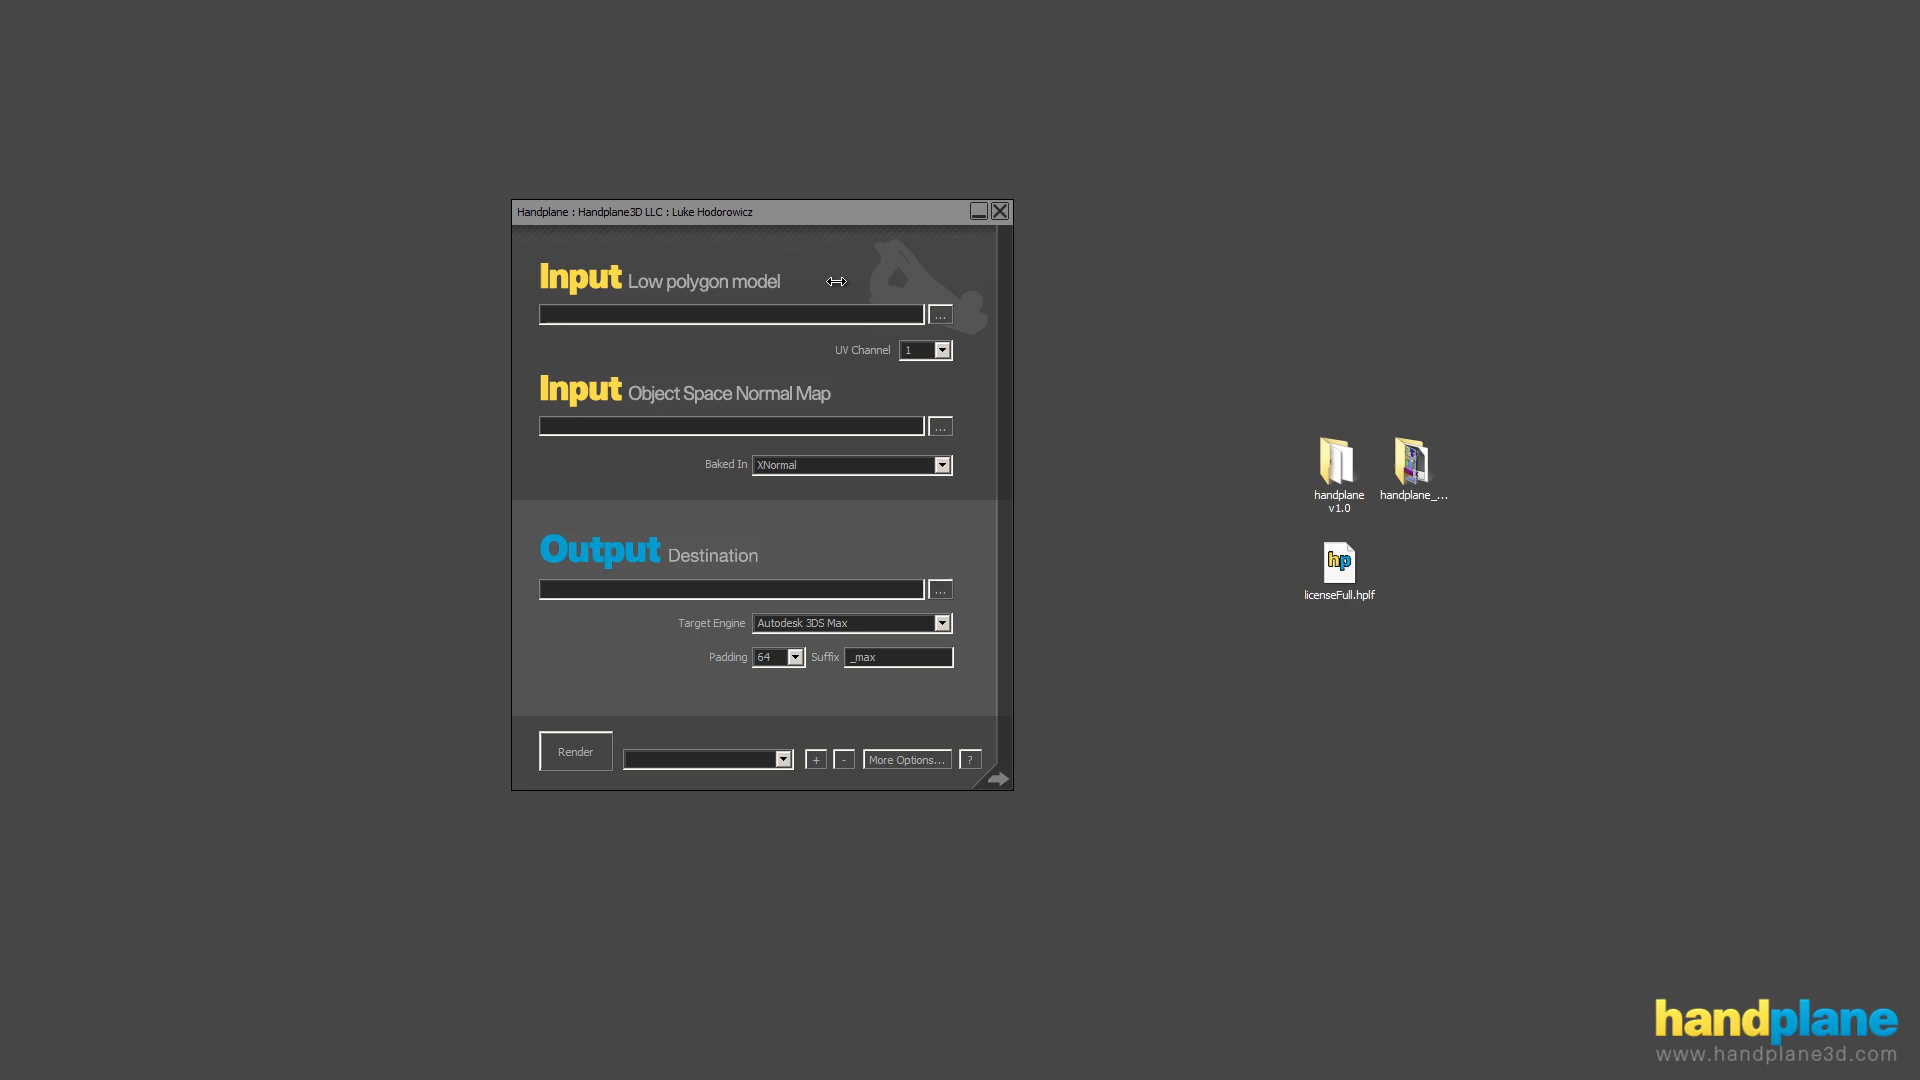 Handplane : Handplane3D LLC : Luke Hodorowicz
Input Low polygon model
...
UV Channel 1
Input Object Space Normal Map
...
Baked In XNormal
Output Destination
...
Target Engine Autodesk 3DS Max
Padding 64 Suffix _max
Render + - More Options... ?
handplane v1.0
handplane_...
hp
licenseFull.hplf
handplane
www.handplane3d.com